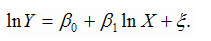 ln Y = β₀ + β₁ ln X + ξ.